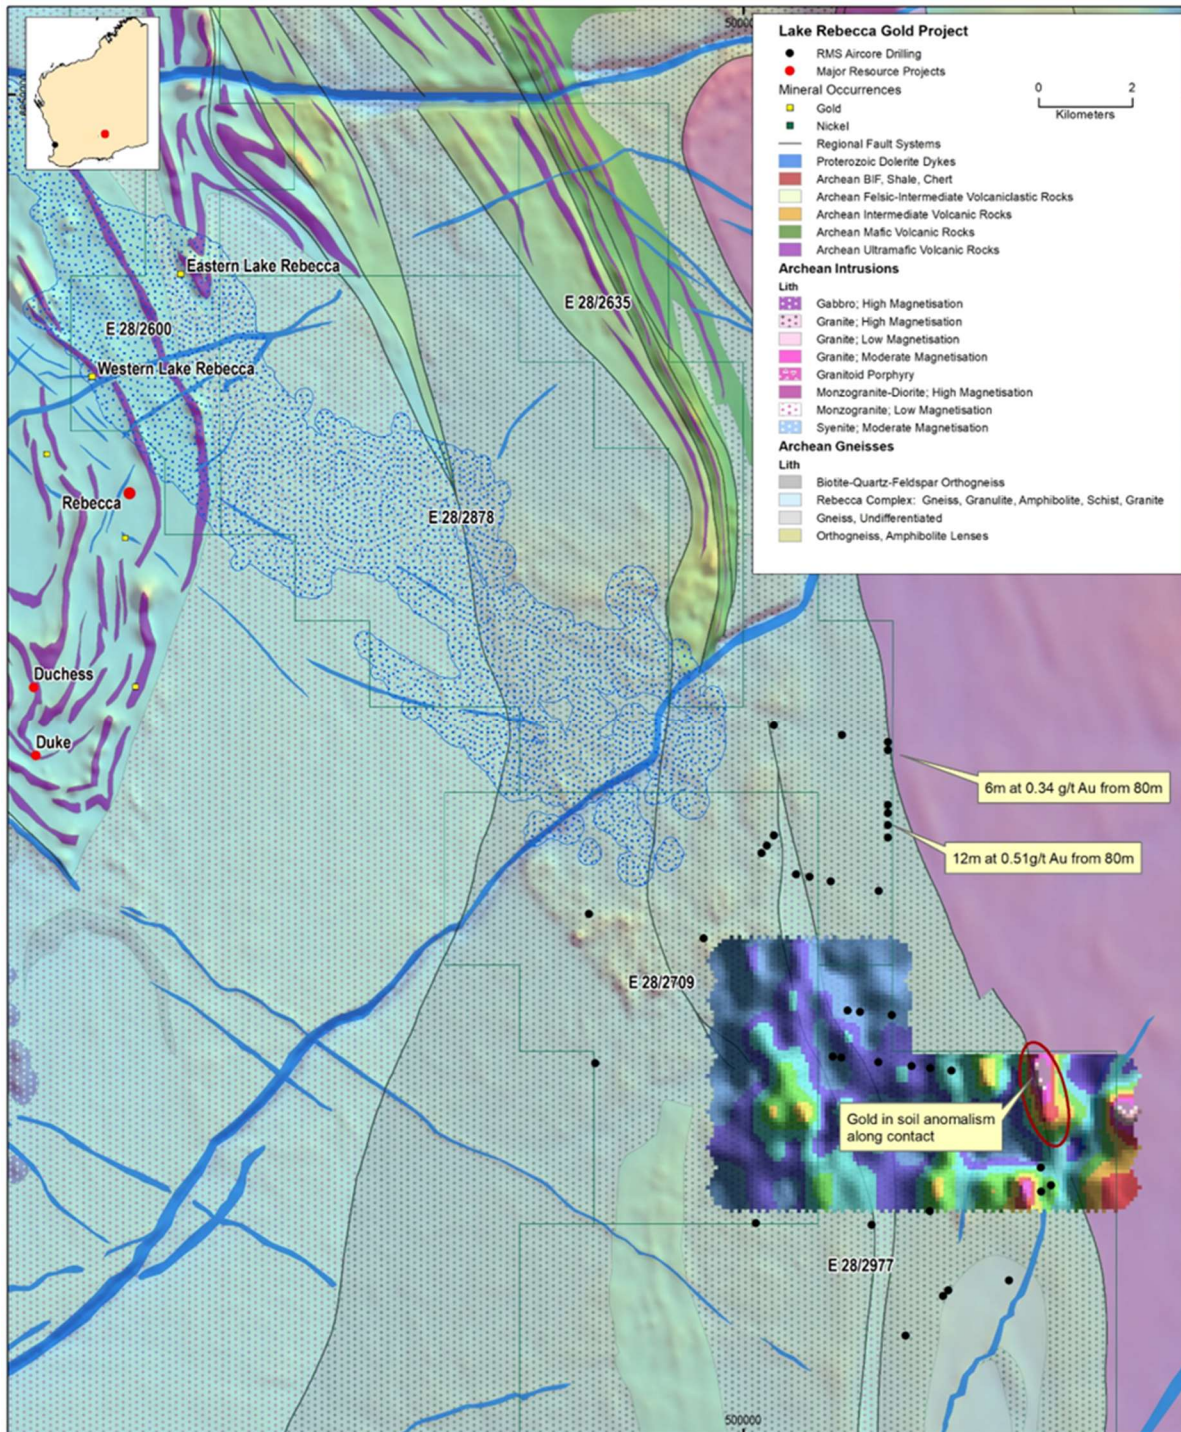 50000
Lake Rebecca Gold Project
RMS Aircore Drilling
Major Resource Projects
Mineral Occurrences
Gold
Nickel
Regional Fault Systems
Proterozoic Dolerite Dykes
Archean BIF, Shale, Chert
Archean Felsic-Intermediate Volcaniclastic Rocks
Archean Intermediate Volcanic Rocks
Archean Mafic Volcanic Rocks
Archean Ultramafic Volcanic Rocks
0 2
Kilometers
Archean Intrusions
Lith
Gabbro; High Magnetisation
Granite; High Magnetisation
Granite; Low Magnetisation
Granite; Moderate Magnetisation
Granitoid Porphyry
Monzogranite-Diorite; High Magnetisation
Monzogranite; Low Magnetisation
Syenite; Moderate Magnetisation
Archean Gneisses
Lith
Biotite-Quartz-Feldspar Orthogneiss
Rebecca Complex: Gneiss, Granulite, Amphibolite, Schist, Granite
Gneiss, Undifferentiated
Orthogneiss, Amphibolite Lenses
Eastern Lake Rebecca
E 28/2635
E 28/2600
Western Lake Rebecca
Rebecca
E 28/2878
Duchess
Duke
6m at 0.34 g/t Au from 80m
12m at 0.51g/t Au from 80m
E 28/2709
Gold in soil anomalism
along contact
E 28/2977
500000